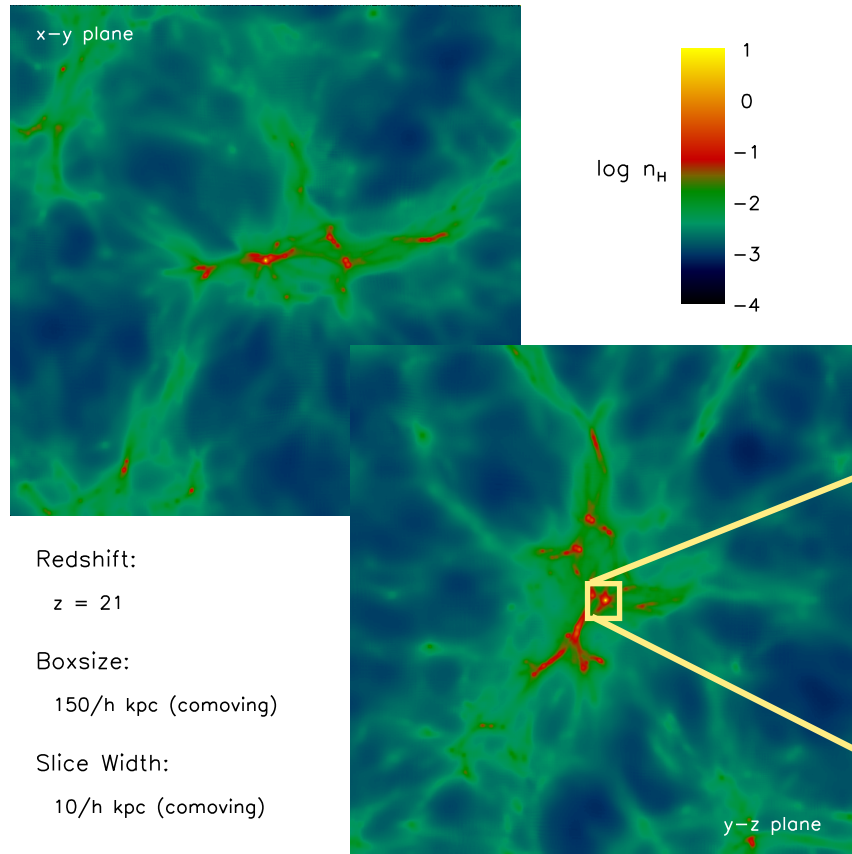 x-y plane
1
0
-1
log n_H
-2
-3
-4
Redshift:
z = 21
Boxsize:
150/h kpc (comoving)
Slice Width:
10/h kpc (comoving)
y-z plane